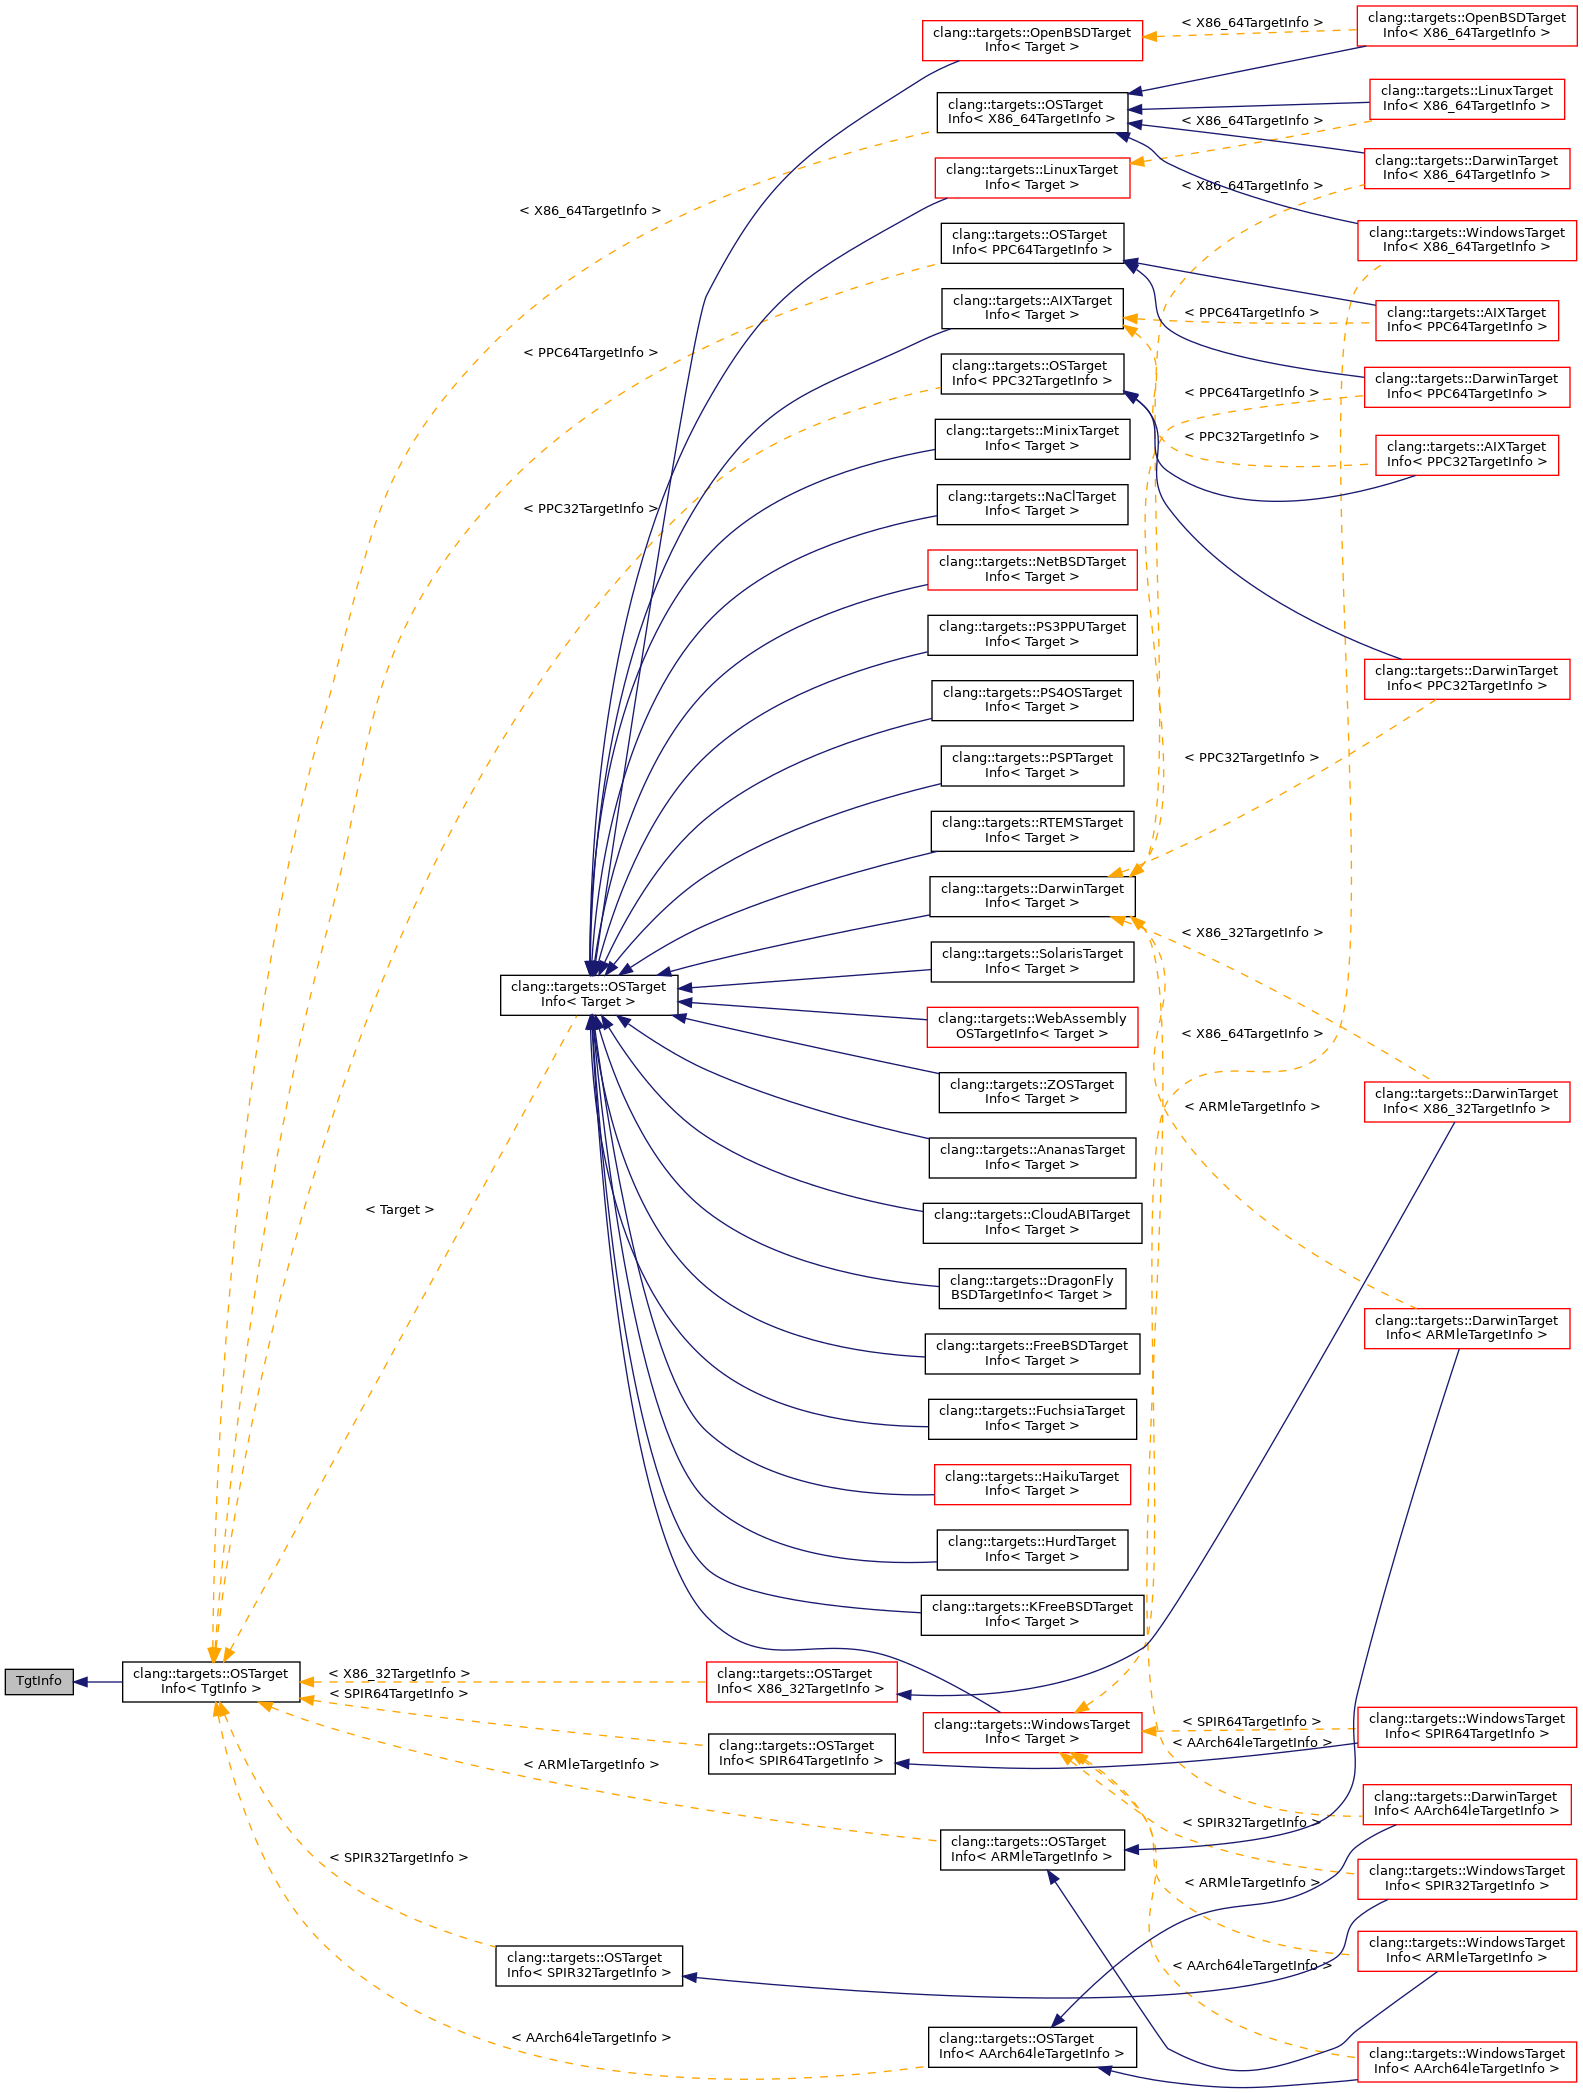 clang::targets::OpenBSDTarget
Info< Target >
< X86_64TargetInfo >
clang::targets::OpenBSDTarget
Info< X86_64TargetInfo >
clang::targets::OSTarget
Info< X86_64TargetInfo >
clang::targets::LinuxTarget
Info< X86_64TargetInfo >
< X86_64TargetInfo >
clang::targets::LinuxTarget
Info< Target >
clang::targets::DarwinTarget
Info< X86_64TargetInfo >
< X86_64TargetInfo >
< X86_64TargetInfo >
clang::targets::OSTarget
Info< PPC64TargetInfo >
clang::targets::WindowsTarget
Info< X86_64TargetInfo >
clang::targets::AIXTarget
Info< Target >
< PPC64TargetInfo >
clang::targets::AIXTarget
Info< PPC64TargetInfo >
< PPC64TargetInfo >
clang::targets::OSTarget
Info< PPC32TargetInfo >
< PPC64TargetInfo >
clang::targets::DarwinTarget
Info< PPC64TargetInfo >
clang::targets::MinixTarget
Info< Target >
< PPC32TargetInfo >
clang::targets::AIXTarget
Info< PPC32TargetInfo >
< PPC32TargetInfo >
clang::targets::NaClTarget
Info< Target >
clang::targets::NetBSDTarget
Info< Target >
clang::targets::PS3PPUTarget
Info< Target >
clang::targets::DarwinTarget
Info< PPC32TargetInfo >
clang::targets::PS4OSTarget
Info< Target >
clang::targets::PSPTarget
Info< Target >
< PPC32TargetInfo >
clang::targets::RTEMSTarget
Info< Target >
clang::targets::DarwinTarget
Info< Target >
< X86_32TargetInfo >
clang::targets::SolarisTarget
Info< Target >
clang::targets::OSTarget
Info< Target >
clang::targets::WebAssembly
OSTargetInfo< Target >
< X86_64TargetInfo >
clang::targets::ZOSTarget
Info< Target >
< ARMleTargetInfo >
clang::targets::DarwinTarget
Info< X86_32TargetInfo >
clang::targets::AnanasTarget
Info< Target >
< Target >
clang::targets::CloudABITarget
Info< Target >
clang::targets::DragonFly
BSDTargetInfo< Target >
clang::targets::FreeBSDTarget
Info< Target >
clang::targets::DarwinTarget
Info< ARMleTargetInfo >
clang::targets::FuchsiaTarget
Info< Target >
clang::targets::HaikuTarget
Info< Target >
clang::targets::HurdTarget
Info< Target >
clang::targets::KFreeBSDTarget
Info< Target >
TgtInfo
clang::targets::OSTarget
Info< TgtInfo >
< X86_32TargetInfo >
< SPIR64TargetInfo >
clang::targets::OSTarget
Info< X86_32TargetInfo >
clang::targets::WindowsTarget
Info< Target >
< SPIR64TargetInfo >
< AArch64leTargetInfo >
clang::targets::WindowsTarget
Info< SPIR64TargetInfo >
clang::targets::OSTarget
Info< SPIR64TargetInfo >
< ARMleTargetInfo >
clang::targets::DarwinTarget
Info< AArch64leTargetInfo >
< SPIR32TargetInfo >
clang::targets::OSTarget
Info< ARMleTargetInfo >
< SPIR32TargetInfo >
clang::targets::WindowsTarget
Info< SPIR32TargetInfo >
< ARMleTargetInfo >
clang::targets::WindowsTarget
Info< ARMleTargetInfo >
clang::targets::OSTarget
Info< SPIR32TargetInfo >
< AArch64leTargetInfo >
< AArch64leTargetInfo >
clang::targets::OSTarget
Info< AArch64leTargetInfo >
clang::targets::WindowsTarget
Info< AArch64leTargetInfo >